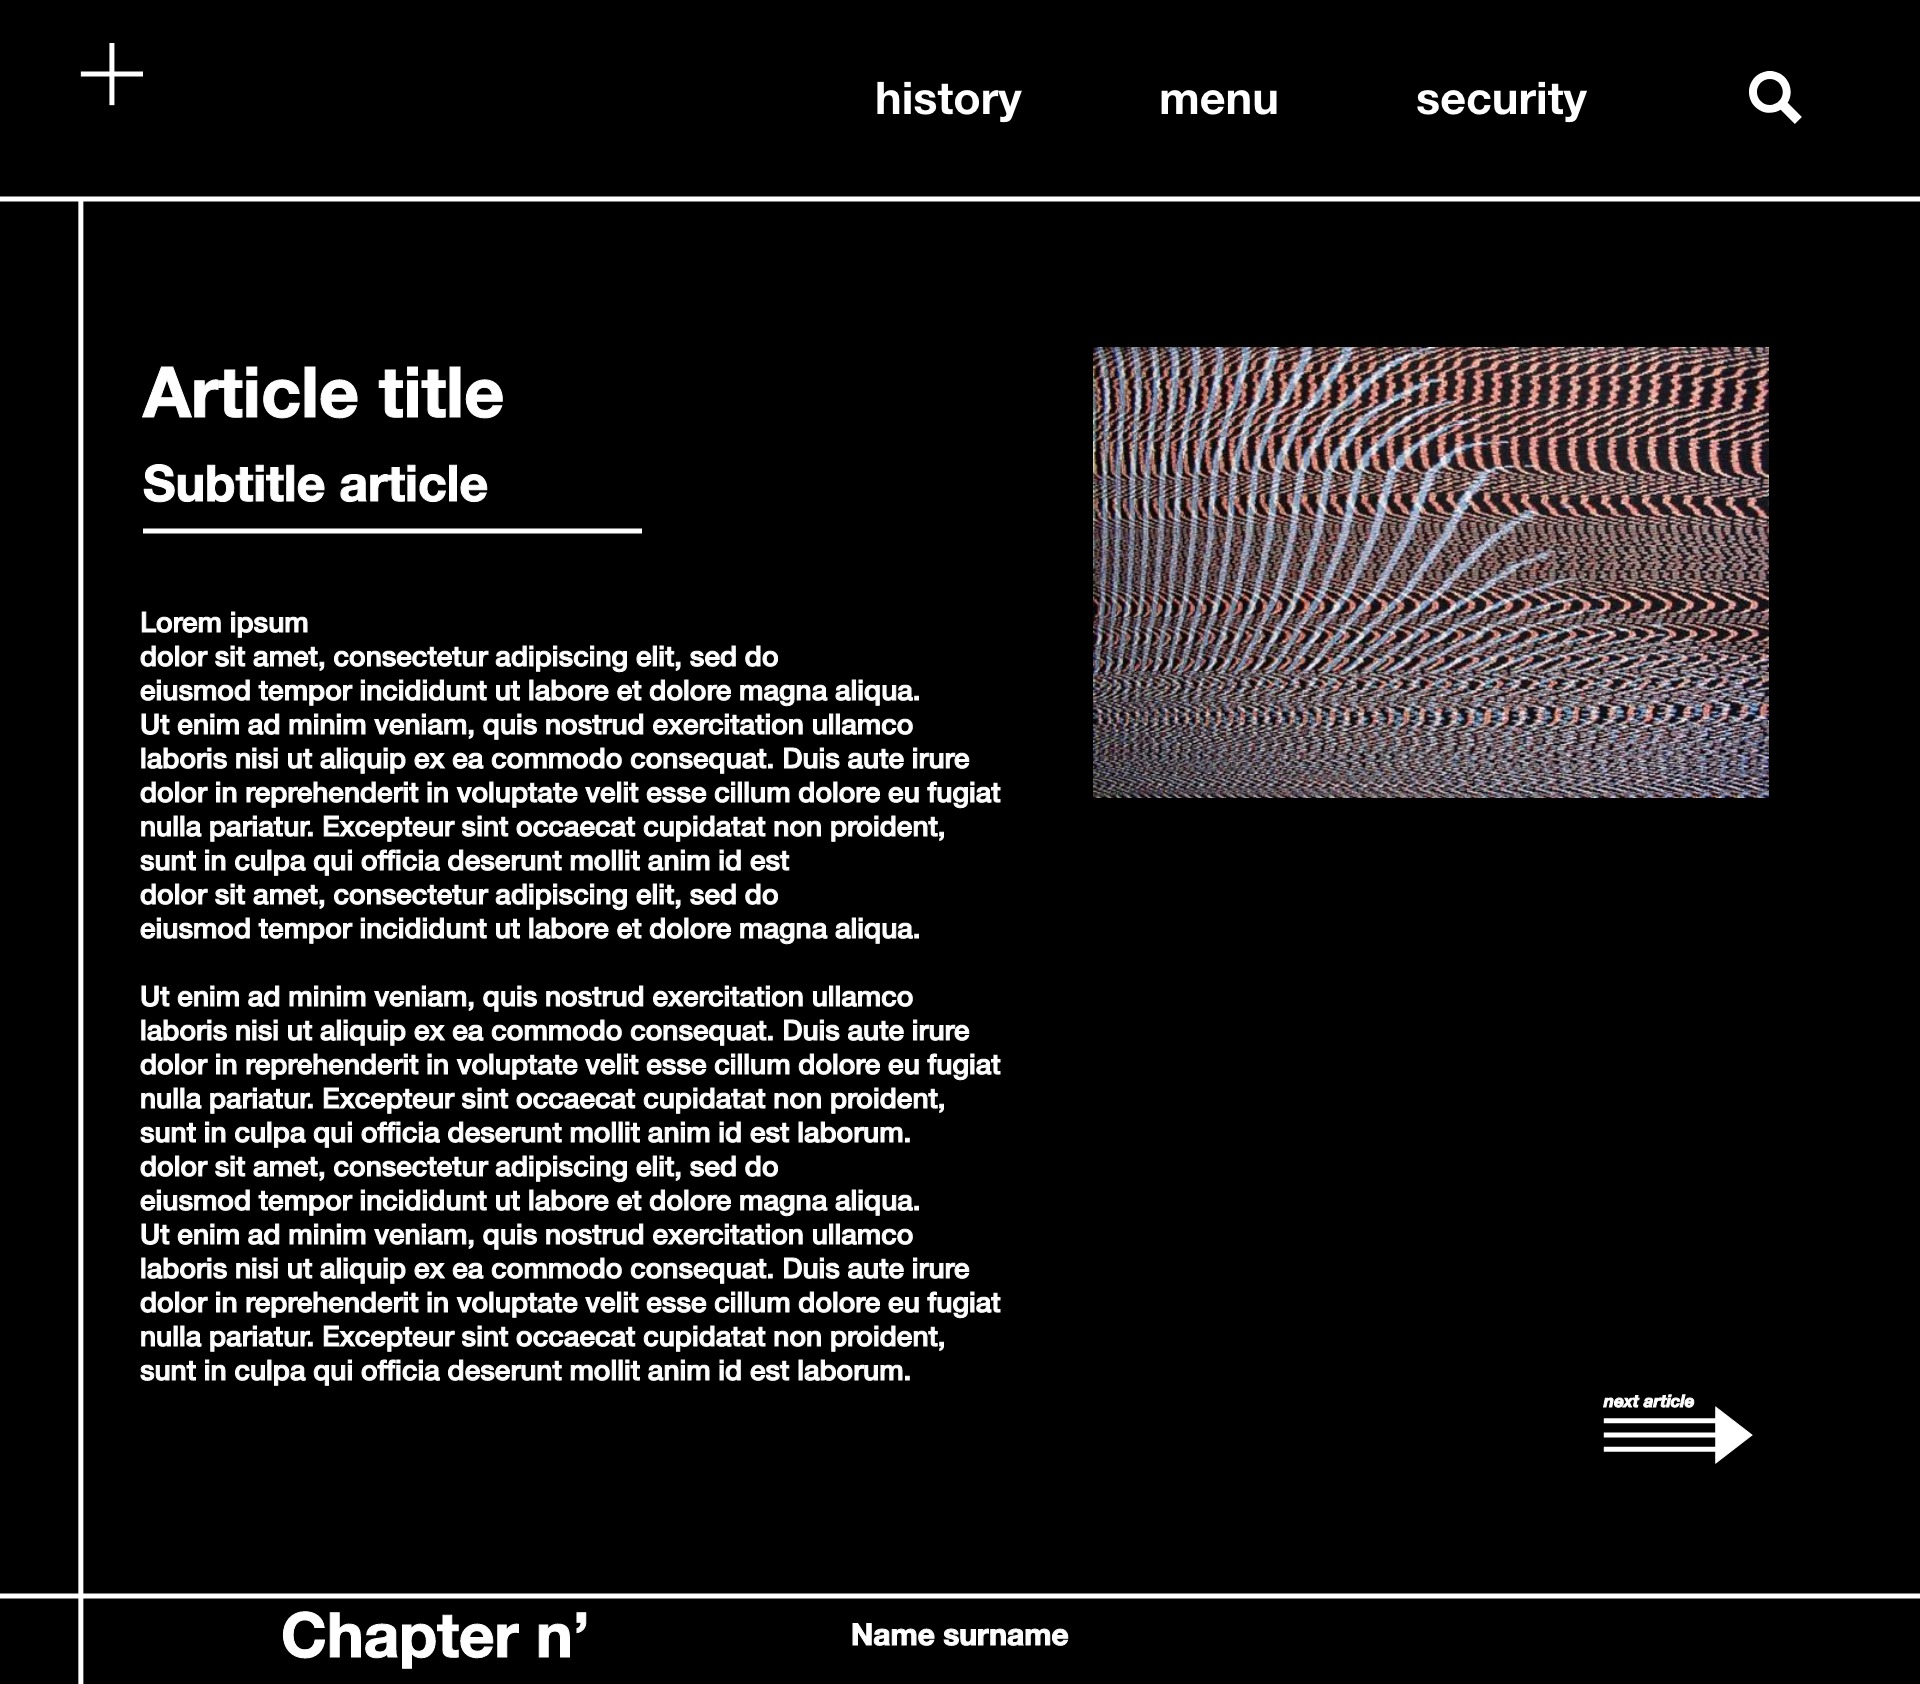 history menu security
Article title
Subtitle article
Lorem ipsum
dolor sit amet, consectetur adipiscing elit, sed do
eiusmod tempor incididunt ut labore et dolore magna aliqua.
Ut enim ad minim veniam, quis nostrud exercitation ullamco
laboris nisi ut aliquip ex ea commodo consequat. Duis aute irure
dolor in reprehenderit in voluptate velit esse cillum dolore eu fugiat
nulla pariatur. Excepteur sint occaecat cupidatat non proident,
sunt in culpa qui officia deserunt mollit anim id est
dolor sit amet, consectetur adipiscing elit, sed do
eiusmod tempor incididunt ut labore et dolore magna aliqua.
Ut enim ad minim veniam, quis nostrud exercitation ullamco
laboris nisi ut aliquip ex ea commodo consequat. Duis aute irure
dolor in reprehenderit in voluptate velit esse cillum dolore eu fugiat
nulla pariatur. Excepteur sint occaecat cupidatat non proident,
sunt in culpa qui officia deserunt mollit anim id est laborum.
dolor sit amet, consectetur adipiscing elit, sed do
eiusmod tempor incididunt ut labore et dolore magna aliqua.
Ut enim ad minim veniam, quis nostrud exercitation ullamco
laboris nisi ut aliquip ex ea commodo consequat. Duis aute irure
dolor in reprehenderit in voluptate velit esse cillum dolore eu fugiat
nulla pariatur. Excepteur sint occaecat cupidatat non proident,
sunt in culpa qui officia deserunt mollit anim id est laborum.
next article
Chapter n’
Name surname